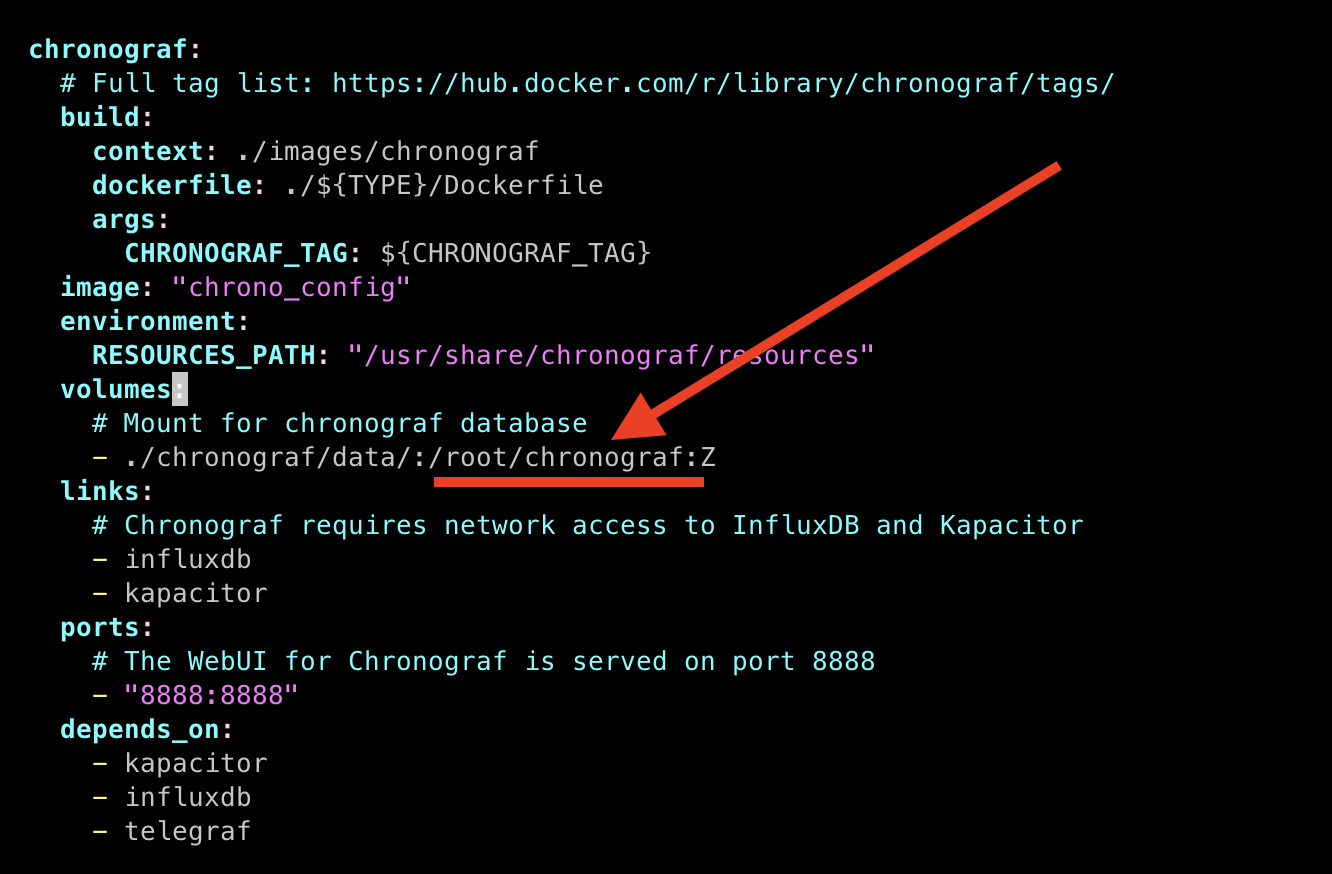 chronograf:
# Full tag list: https://hub.docker.com/r/library/chronograf/tags/
build:
context: ./images/chronograf
dockerfile: ./${TYPE}/Dockerfile
args:
CHRONOGRAF_TAG: ${CHRONOGRAF_TAG}
image: "chrono_config"
environment:
RESOURCES_PATH: "/usr/share/chronograf/resources"
volumes:
# Mount for chronograf database
- ./chronograf/data/:/root/chronograf:Z
links:
# Chronograf requires network access to InfluxDB and Kapacitor
- influxdb
- kapacitor
ports:
# The WebUI for Chronograf is served on port 8888
- "8888:8888"
depends_on:
- kapacitor
- influxdb
- telegraf